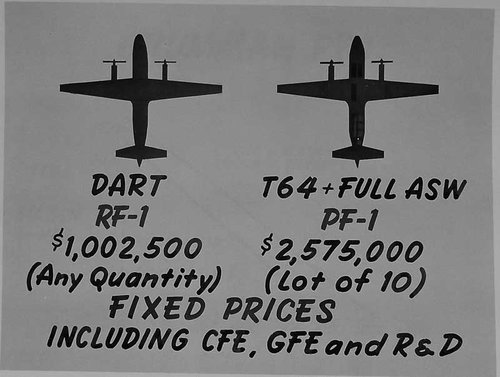 DART
RF-1
$1,002,500
(Any Quantity)
T64+FULL ASW
PF-1
$2,575,000
(Lot of 10)
FIXED PRICES
INCLUDING CFE, GFE and R&D